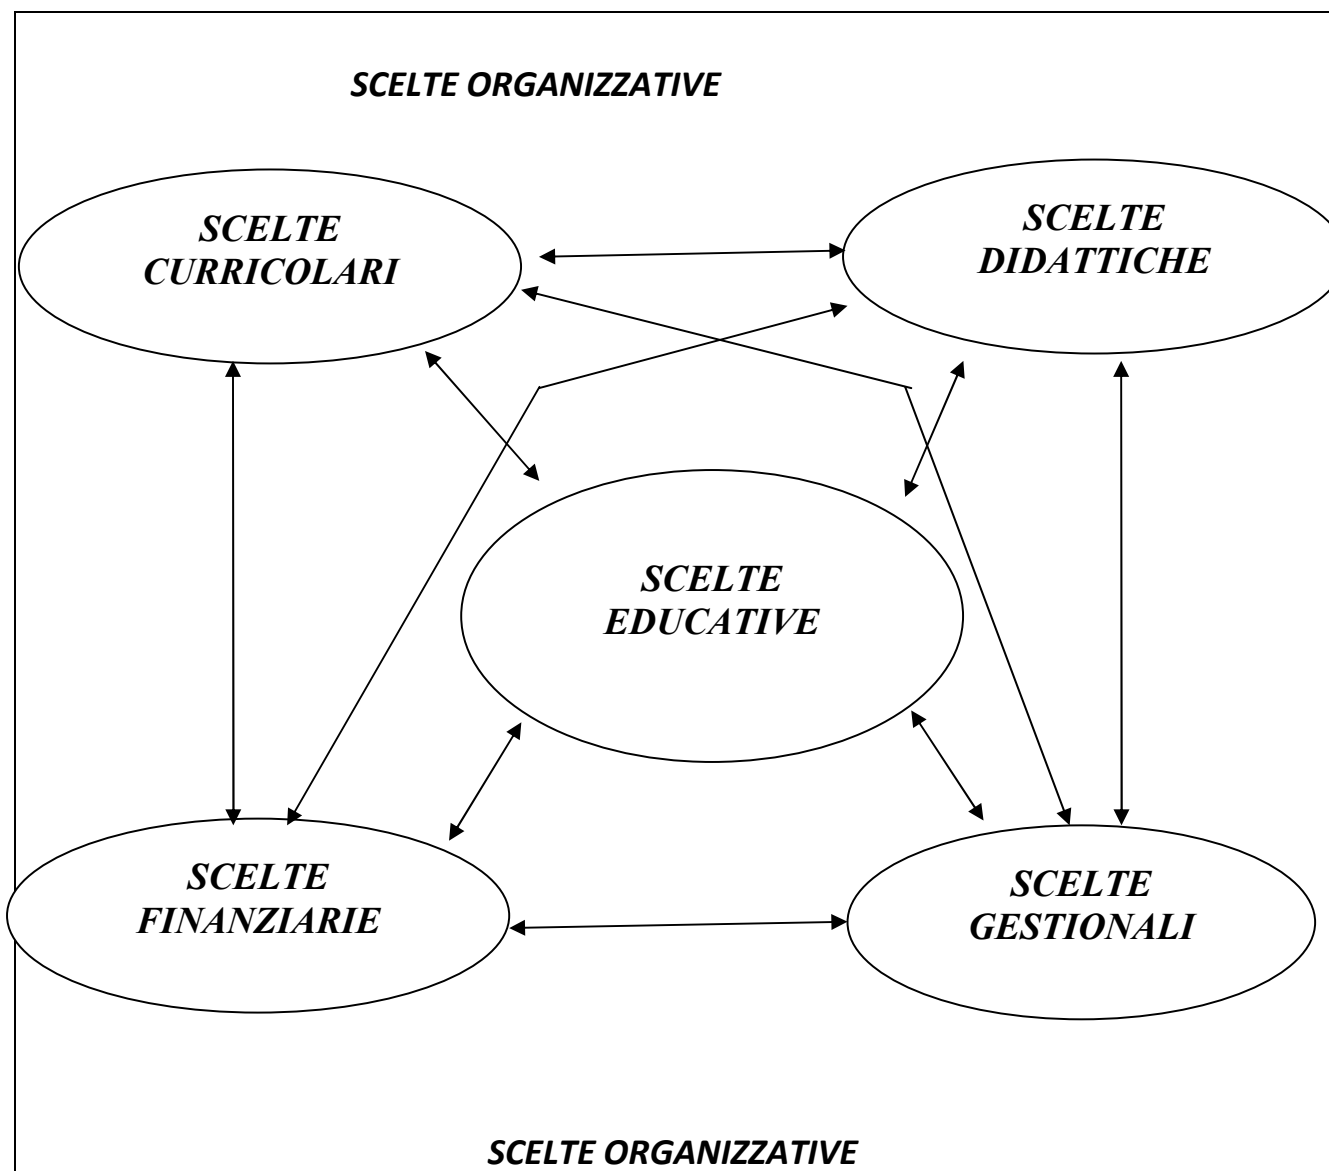 SCELTE ORGANIZZATIVE
SCELTE
CURRICOLARI
SCELTE
DIDATTICHE
SCELTE
EDUCATIVE
SCELTE
FINANZIARIE
SCELTE
GESTIONALI
SCELTE ORGANIZZATIVE